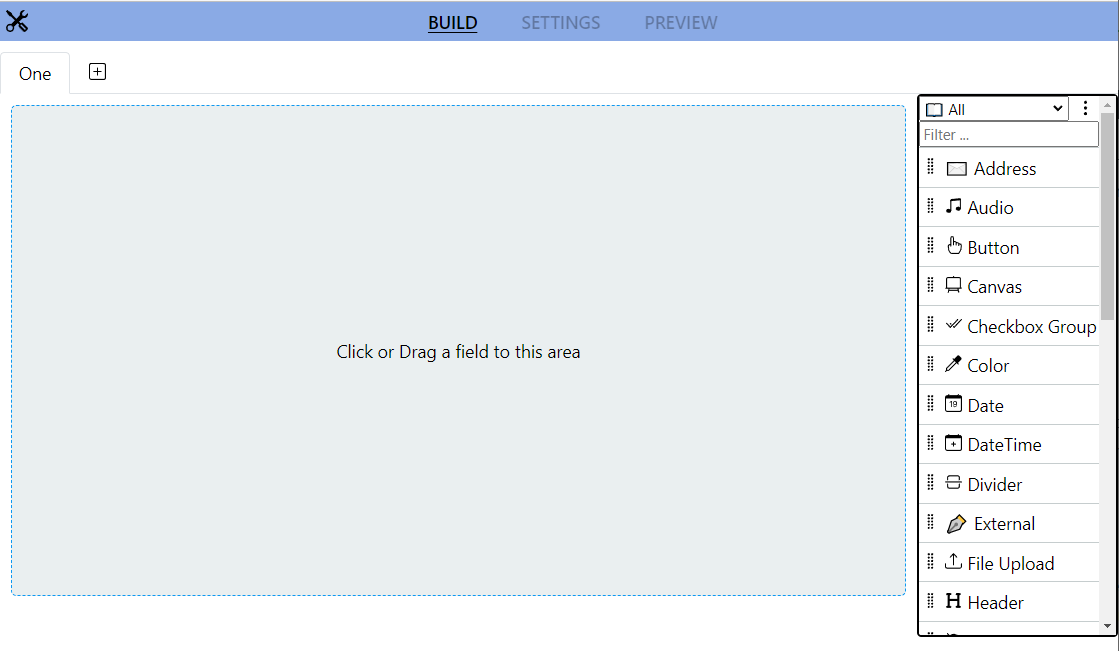 BUILD SETTINGS PREVIEW
One
All
Filter ...
Address
Audio
Button
Canvas
Checkbox Group
Color
19 Date
DateTime
Divider
External
File Upload
H Header
Click or Drag a field to this area